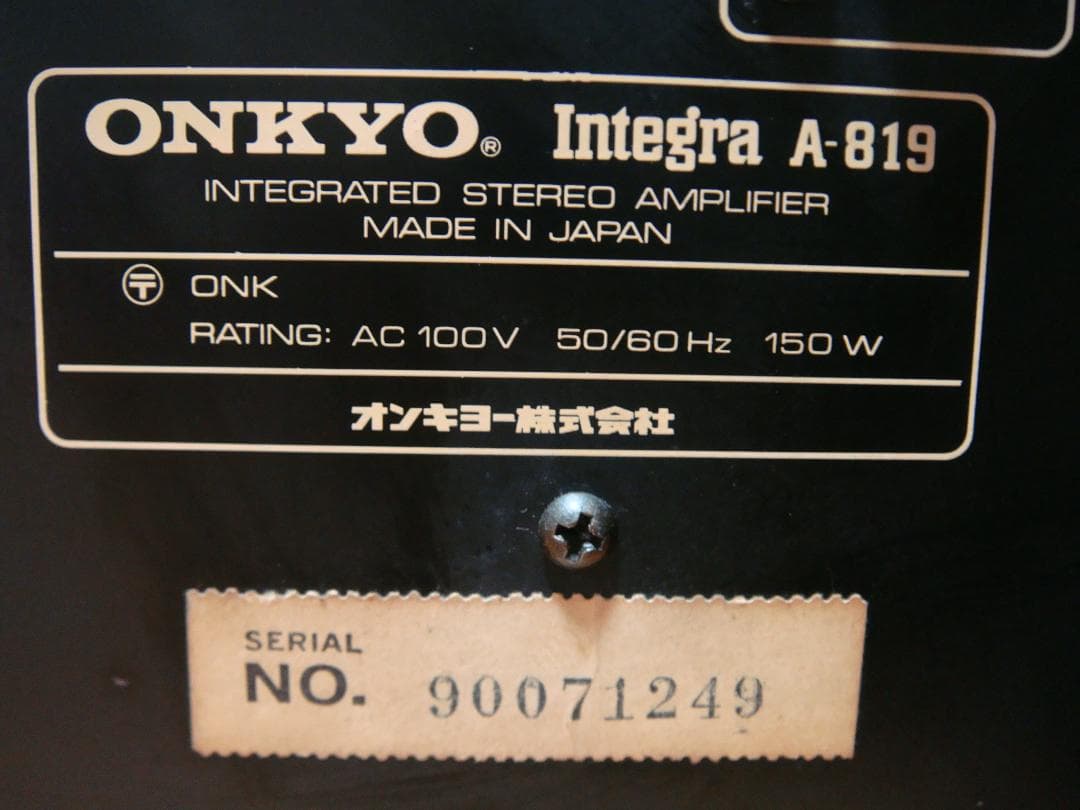 ONKYO® Integra A-819
INTEGRATED STEREO AMPLIFIER
MADE IN JAPAN
〶 ONK
RATING: AC 100V 50/60Hz 150W
オンキヨー株式会社
SERIAL
NO. 90071249